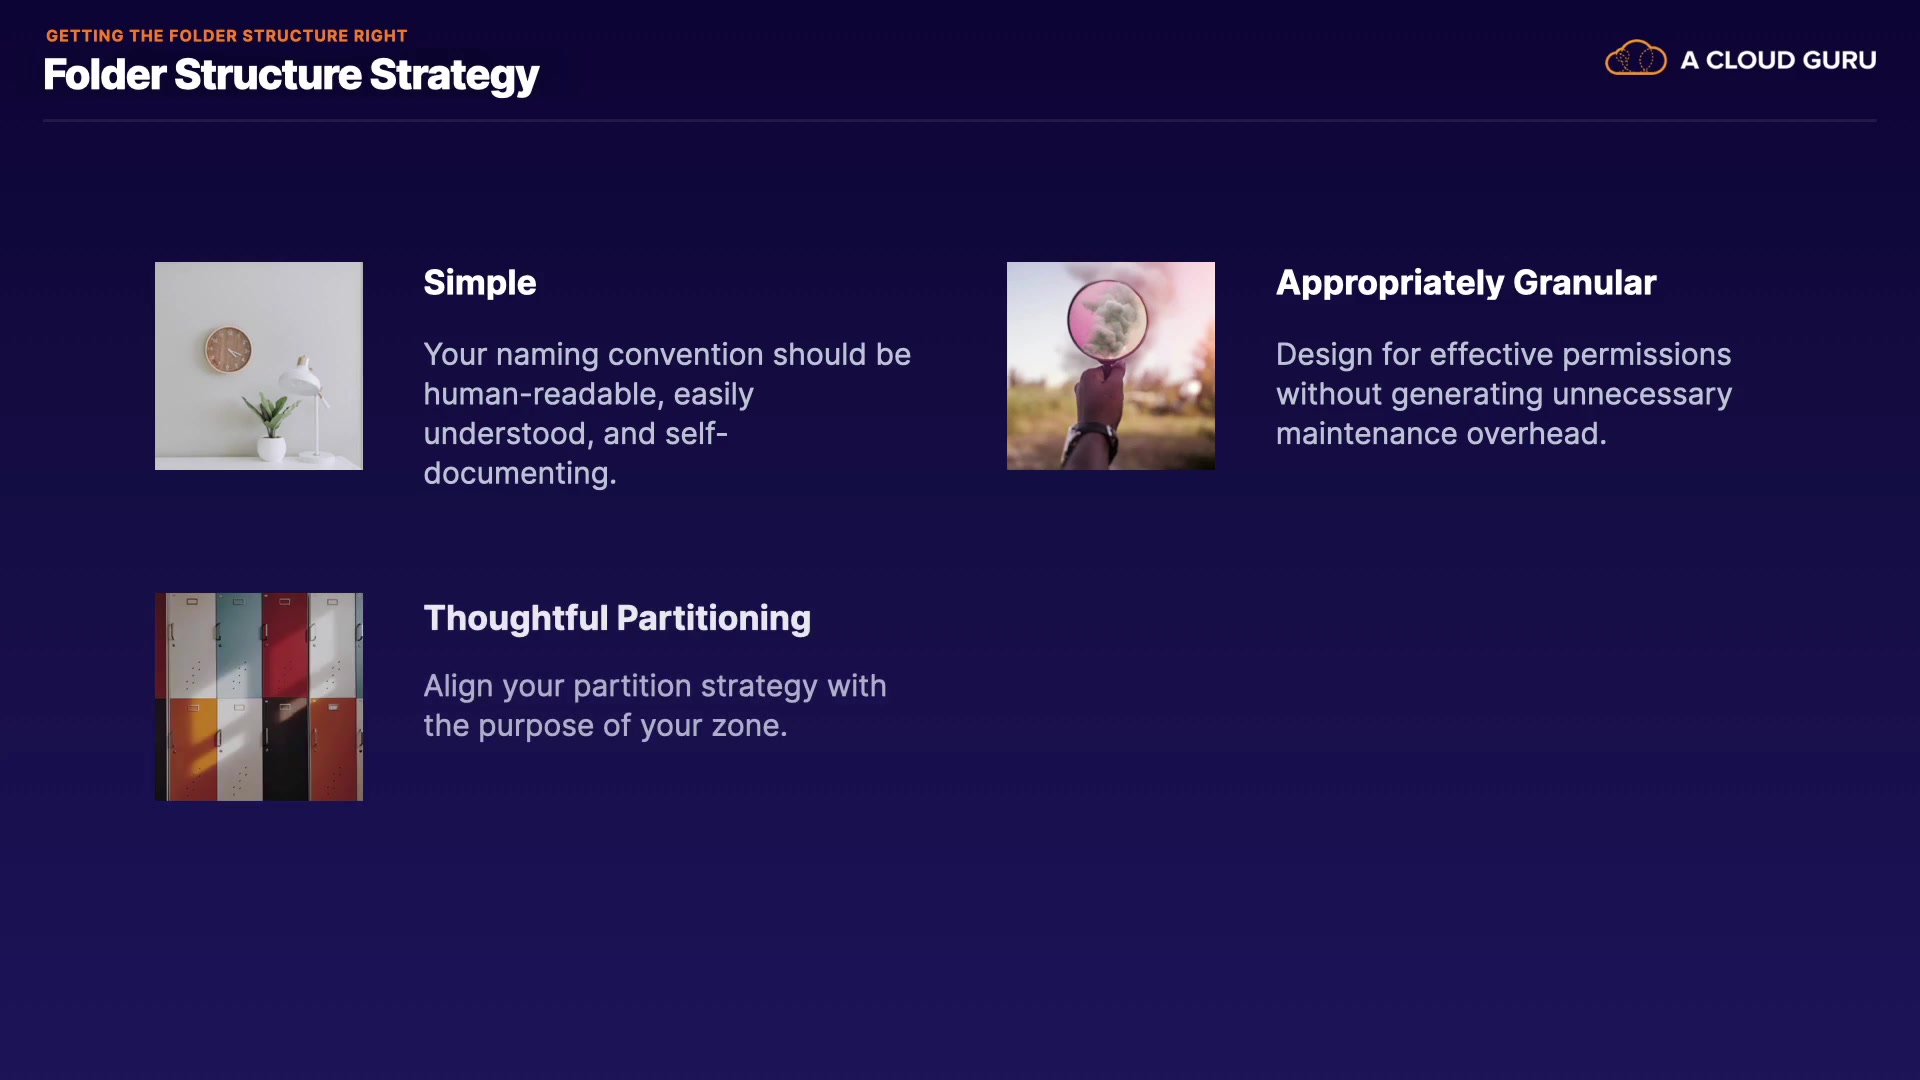 GETTING THE FOLDER STRUCTURE RIGHT
Folder Structure Strategy
A CLOUD GURU
Simple
Your naming convention should be
human-readable, easily
understood, and self-
documenting.
Appropriately Granular
Design for effective permissions
without generating unnecessary
maintenance overhead.
Thoughtful Partitioning
Align your partition strategy with
the purpose of your zone.